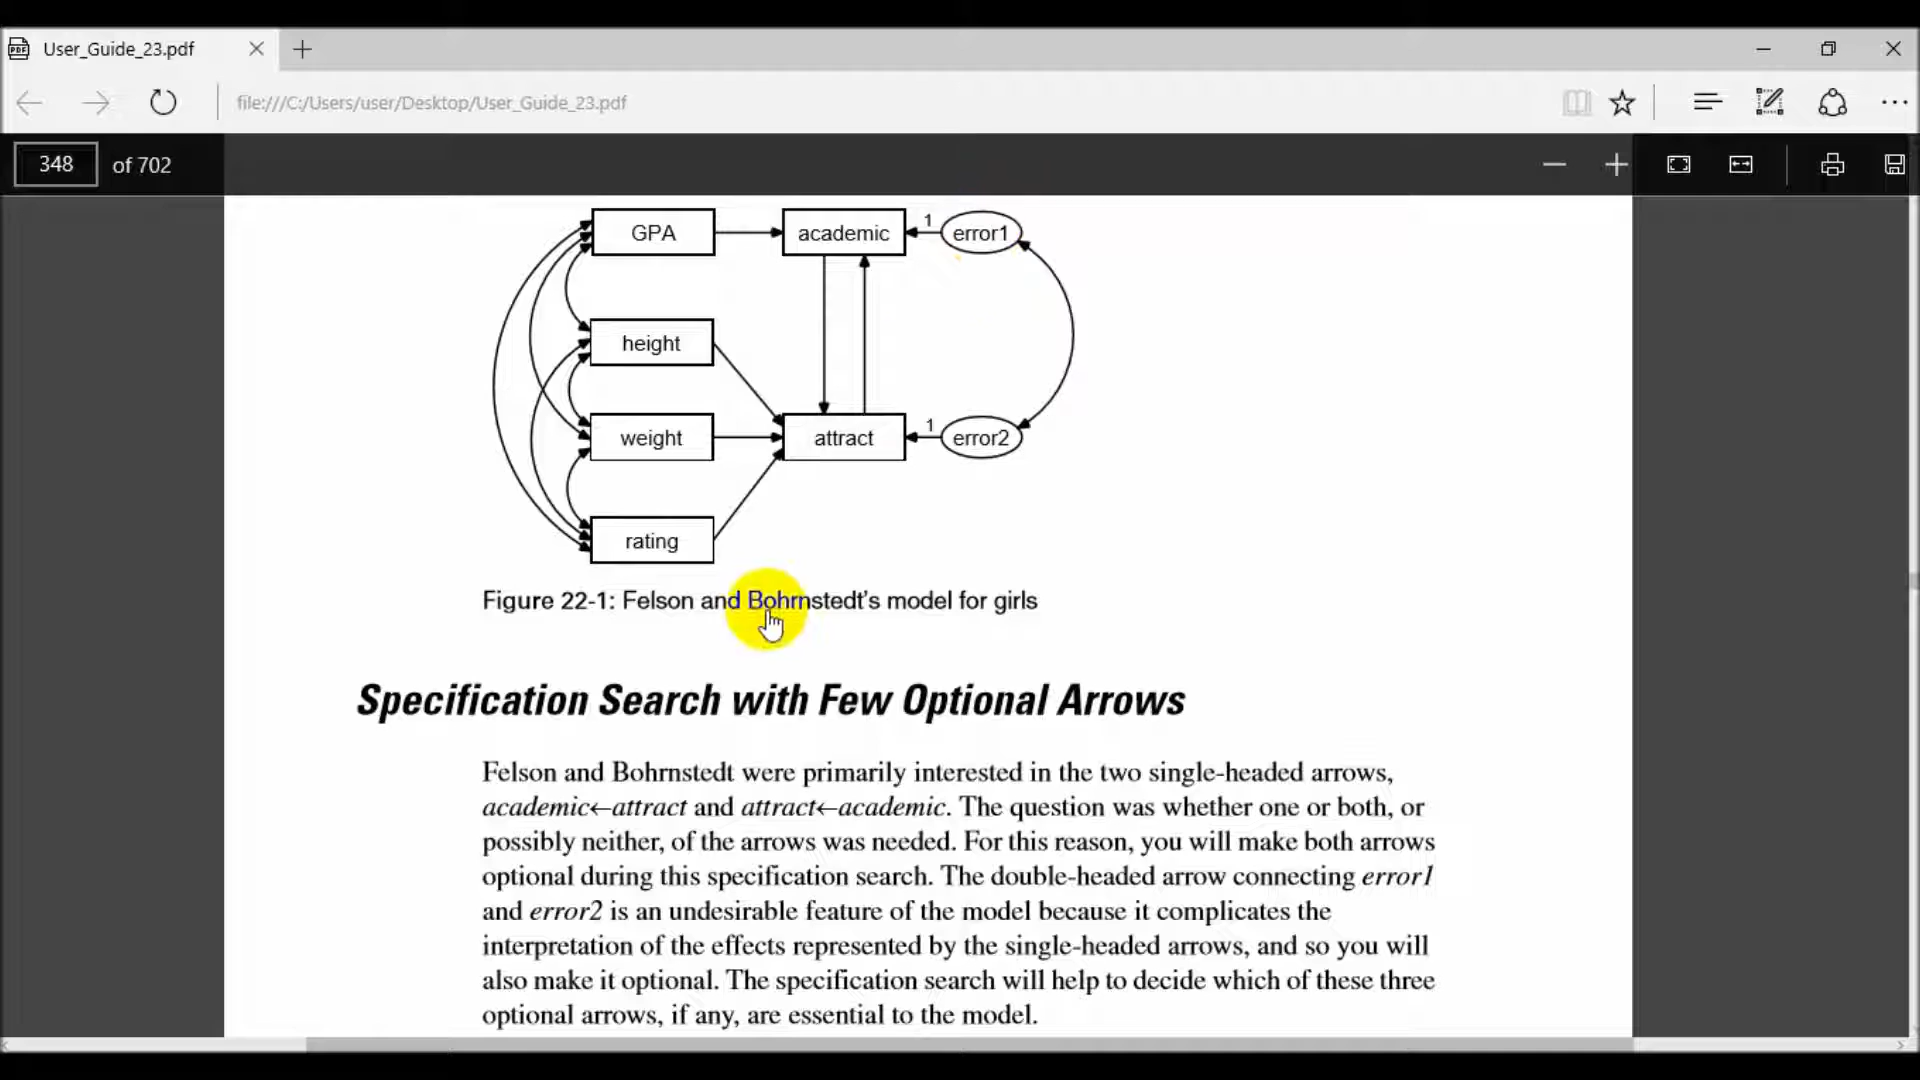 User_Guide_23.pdf
file:///C:/Users/user/Desktop/User_Guide_23.pdf
348 of 702
GPA
academic
1
error1
height
weight
attract
1
error2
rating
Figure 22-1: Felson and Bohrnstedt’s model for girls
Specification Search with Few Optional Arrows
Felson and Bohrnstedt were primarily interested in the two single-headed arrows,
academic←attract and attract←academic. The question was whether one or both, or
possibly neither, of the arrows was needed. For this reason, you will make both arrows
optional during this specification search. The double-headed arrow connecting error1
and error2 is an undesirable feature of the model because it complicates the
interpretation of the effects represented by the single-headed arrows, and so you will
also make it optional. The specification search will help to decide which of these three
optional arrows, if any, are essential to the model.